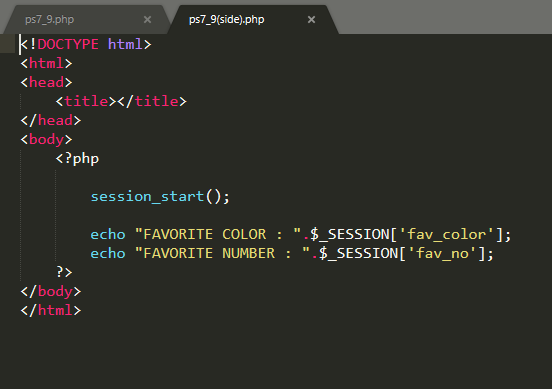 ps7_9.php × ps7_9(side).php ×
<!DOCTYPE html>
<html>
<head>
    <title></title>
</head>
<body>
    <?php

        session_start();

        echo "FAVORITE COLOR : ".$_SESSION['fav_color'];
        echo "FAVORITE NUMBER : ".$_SESSION['fav_no'];
    ?>
</body>
</html>